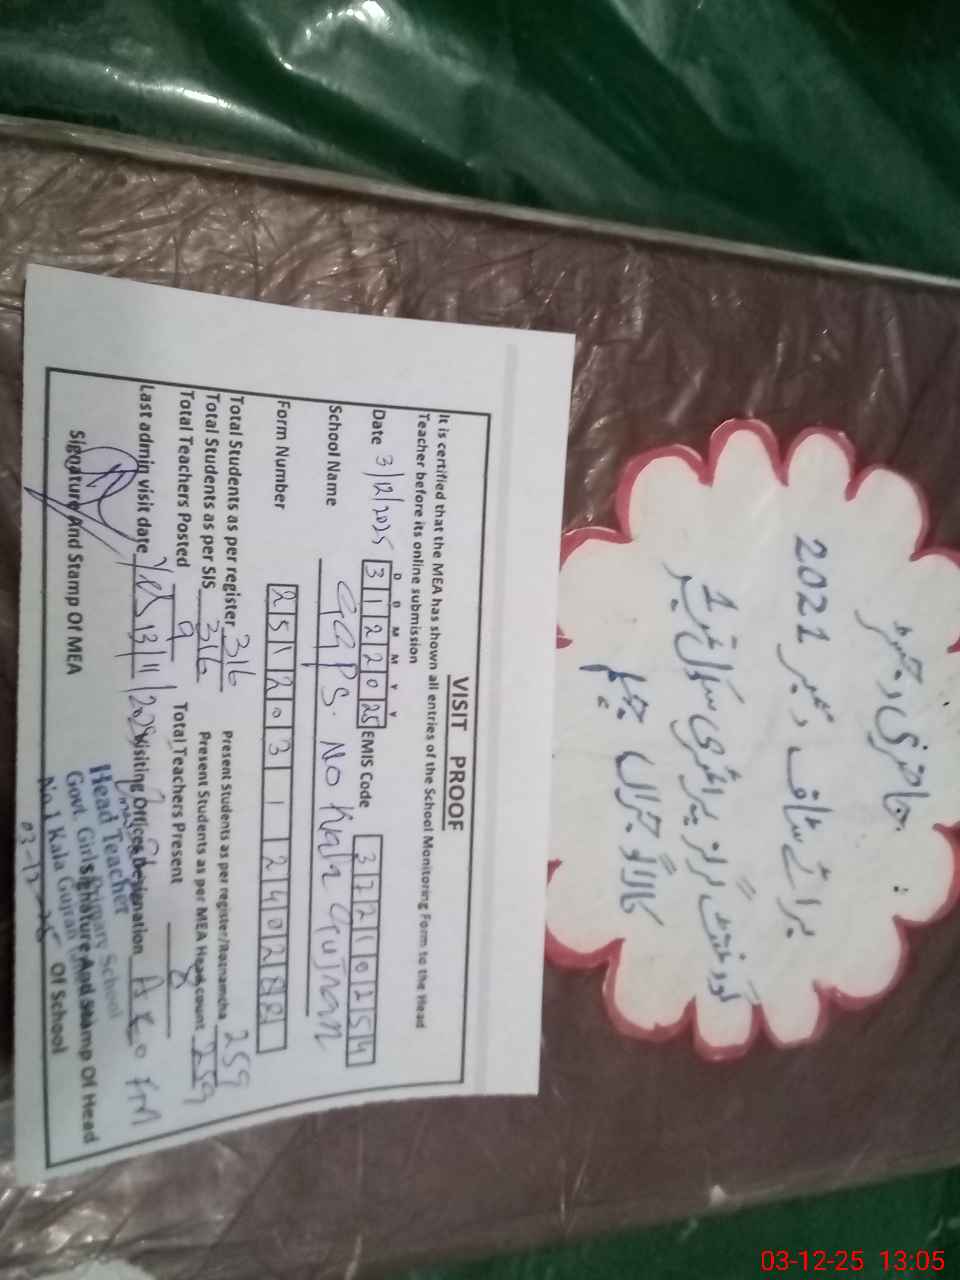 حاضری رجسٹر
برائے سٹاف دسمبر 2021
گورنمنٹ گرلز پرائمری سکول نمبر 1
کالا گجراں جہلم
VISIT PROOF
It is certified that the MEA has shown all entries of the School Monitoring Form to the Head
Teacher before its online submission
D D M M Y Y
Date 3/12/2025 3 1 2 2 0 25 EMIS Code 3 7 2 1 0 2 5 4
School Name GGPS. No Kala Gujran
Form Number 2 5 1 2 0 3 1 2 4 0 2 8 8
Total Students as per register 316 Present Students as per register/Roznamcha 259
Total Students as per SIS 316 Present Students as per MEA Head count 259
Total Teachers Posted 9 Total Teachers Present 8
Last admin visit date 13/11/2025 Visiting Officer Designation
Signature And Stamp Of MEA Signature And Stamp Of Head
Of School
Head Teacher
Govt. Girls Primary School
No.1 Kala Gujran
03-12-25
03-12-25 13:05